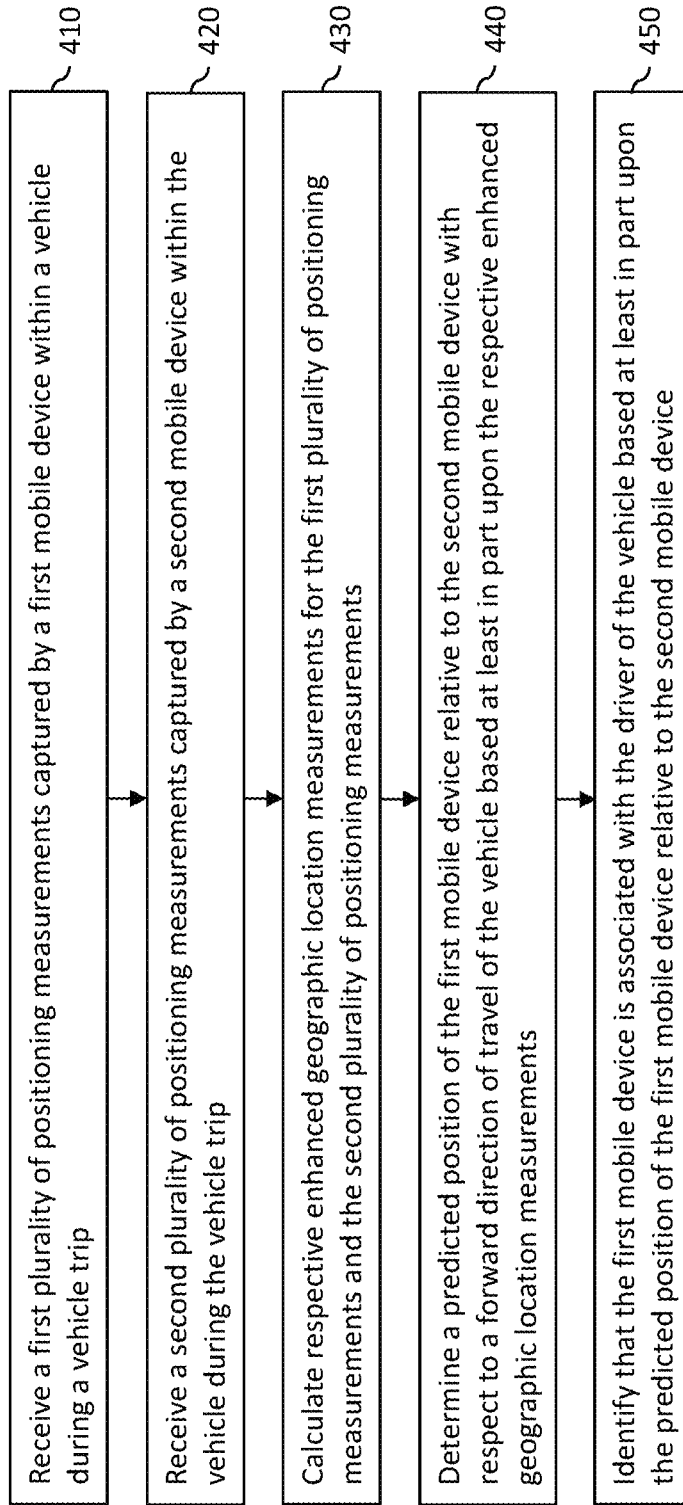 Receive a first plurality of positioning measurements captured by a first mobile device within a vehicle
during a vehicle trip
410
Receive a second plurality of positioning measurements captured by a second mobile device within the
vehicle during the vehicle trip
420
Calculate respective enhanced geographic location measurements for the first plurality of positioning
measurements and the second plurality of positioning measurements
430
Determine a predicted position of the first mobile device relative to the second mobile device with
respect to a forward direction of travel of the vehicle based at least in part upon the respective enhanced
geographic location measurements
440
Identify that the first mobile device is associated with the driver of the vehicle based at least in part upon
the predicted position of the first mobile device relative to the second mobile device
450